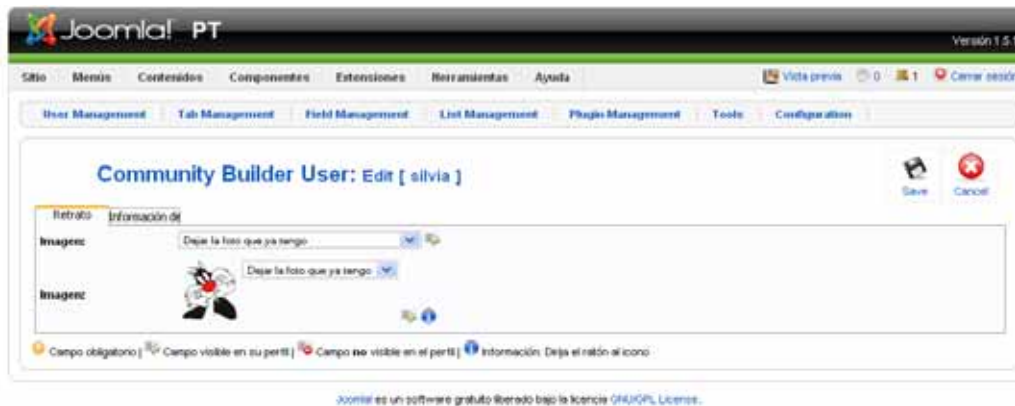 Joomla! PT
Versión 1.5.1
Sitio Menús Contenidos Componentes Extensiones Herramientas Ayuda Vista previa 0 1 Cerrar sesión
User Management Tab Management Field Management List Management Plugin Management Tools Configuration
Community Builder User: Edit [ silvia ]
Save Cancel
Retrato Información de
Imagen: Dejar la foto que ya tengo
Imagen: Dejar la foto que ya tengo
Campo obligatorio | Campo visible en su perfil | Campo no visible en el perfil | Información: Deja el ratón al icono
Joomla! es un software gratuito liberado bajo la licencia GNU/GPL License.